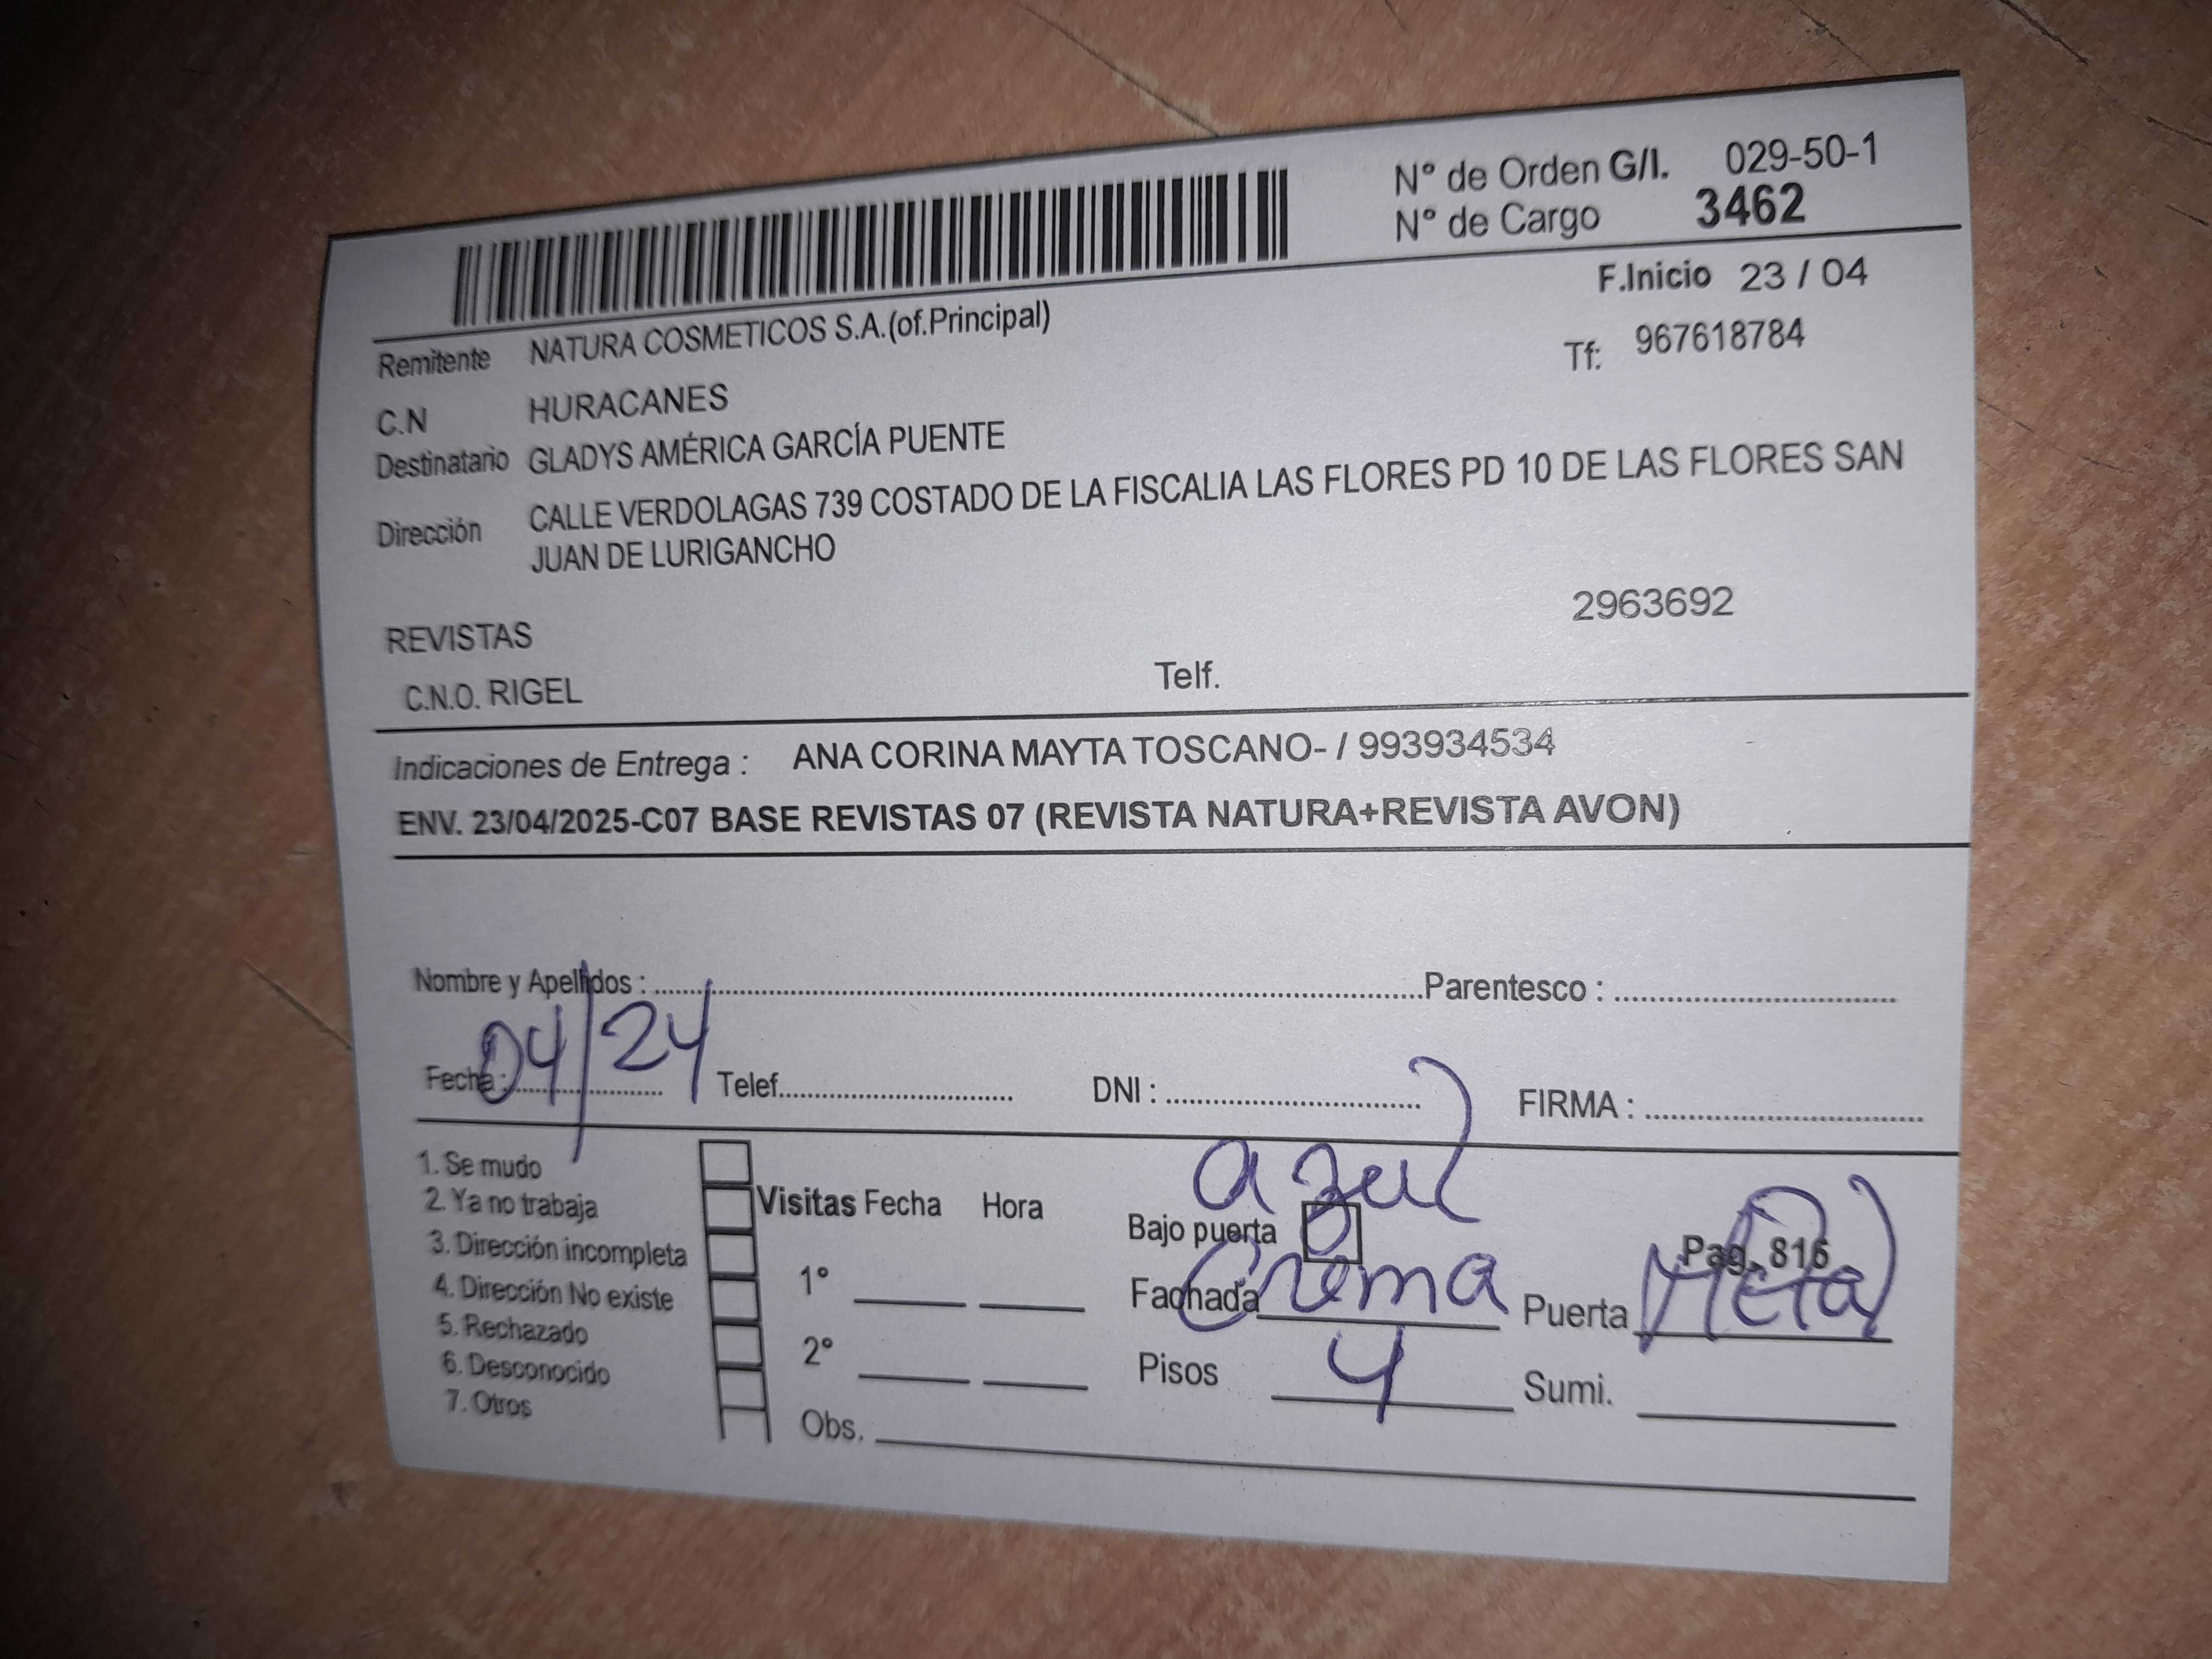 N° de Orden G/I. 029-50-1
N° de Cargo 3462
F.Inicio 23 / 04
Remitente NATURA COSMETICOS S.A.(of.Principal)
Tf: 967618784
C.N HURACANES
Destinatario GLADYS AMÉRICA GARCÍA PUENTE
Dirección CALLE VERDOLAGAS 739 COSTADO DE LA FISCALIA LAS FLORES PD 10 DE LAS FLORES SAN
JUAN DE LURIGANCHO
2963692
REVISTAS
C.N.O. RIGEL Telf.
Indicaciones de Entrega : ANA CORINA MAYTA TOSCANO- / 993934534
ENV. 23/04/2025-C07 BASE REVISTAS 07 (REVISTA NATURA+REVISTA AVON)
Nombre y Apellidos : Parentesco :
Fecha : 04/24 Telef. DNI : FIRMA :
1. Se mudo
2. Ya no trabaja
3. Dirección incompleta
4. Dirección No existe
5. Rechazado
6. Desconocido
7. Otros
Visitas Fecha Hora
1°
2°
Obs.
azul
Bajo puerta
Pag. 816
Fachada Crema Puerta Metal
Pisos 4 Sumi.